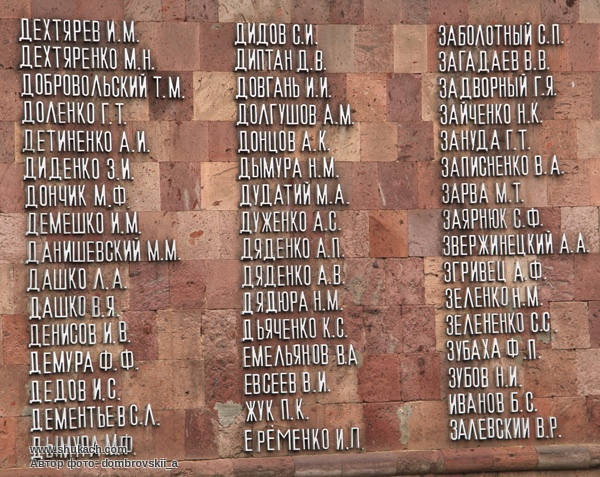 ДЕХТЯРЕВ И.М.
ДЕХТЯРЕНКО М.Н.
ДОБРОВОЛЬСКИЙ Т.М.
ДОЛЕНКО Г.Т.
ДЕТИНЕНКО А.И.
ДИДЕНКО З.И.
ДОНЧИК М.Ф.
ДЕМЕШКО И.М.
ДАНИШЕВСКИЙ М.М.
ДАШКО Л.А.
ДАШКО В.Я.
ДЕНИСОВ И.В.
ДЕМУРА Ф.Ф.
ДЕДОВ И.С.
ДЕМЕНТЬЕВ С.Л.
ДЫМУРА М.Ф.
ДИДОВ С.И.
ДИПТАН Д.В.
ДОВГАНЬ И.И.
ДОЛГУШОВ А.М.
ДОНЦОВ А.К.
ДЫМУРА Н.М.
ДУДАТИЙ М.А.
ДУЖЕНКО А.С.
ДЯДЕНКО А.П.
ДЯДЕНКО А.В.
ДЯДЮРА Н.М.
ДЬЯЧЕНКО К.С.
ЕМЕЛЬЯНОВ В.А
ЕВСЕЕВ В.И.
ЖУК П.К.
ЕРЁМЕНКО И.П
ЗАБОЛОТНЫЙ С.П.
ЗАГАДАЕВ В.В.
ЗАДВОРНЫЙ Г.Я.
ЗАЙЧЕНКО Н.К.
ЗАНУДА Г.Т.
ЗАПИСНЕНКО В.А.
ЗАРВА М.Т.
ЗАЯРНЮК С.Ф.
ЗВЕРЖИНЕЦКИЙ А.А.
ЗГРИВЕЦ А.Ф.
ЗЕЛЕНКО Н.М.
ЗЕЛЕНЕНКО С.С.
ЗУБАХА Ф.П.
ЗУБОВ Н.И.
ИВАНОВ Б.С.
ЗАЛЕВСКИЙ В.Р.
www.shukach.com
Автор фото: dombrovskii_a